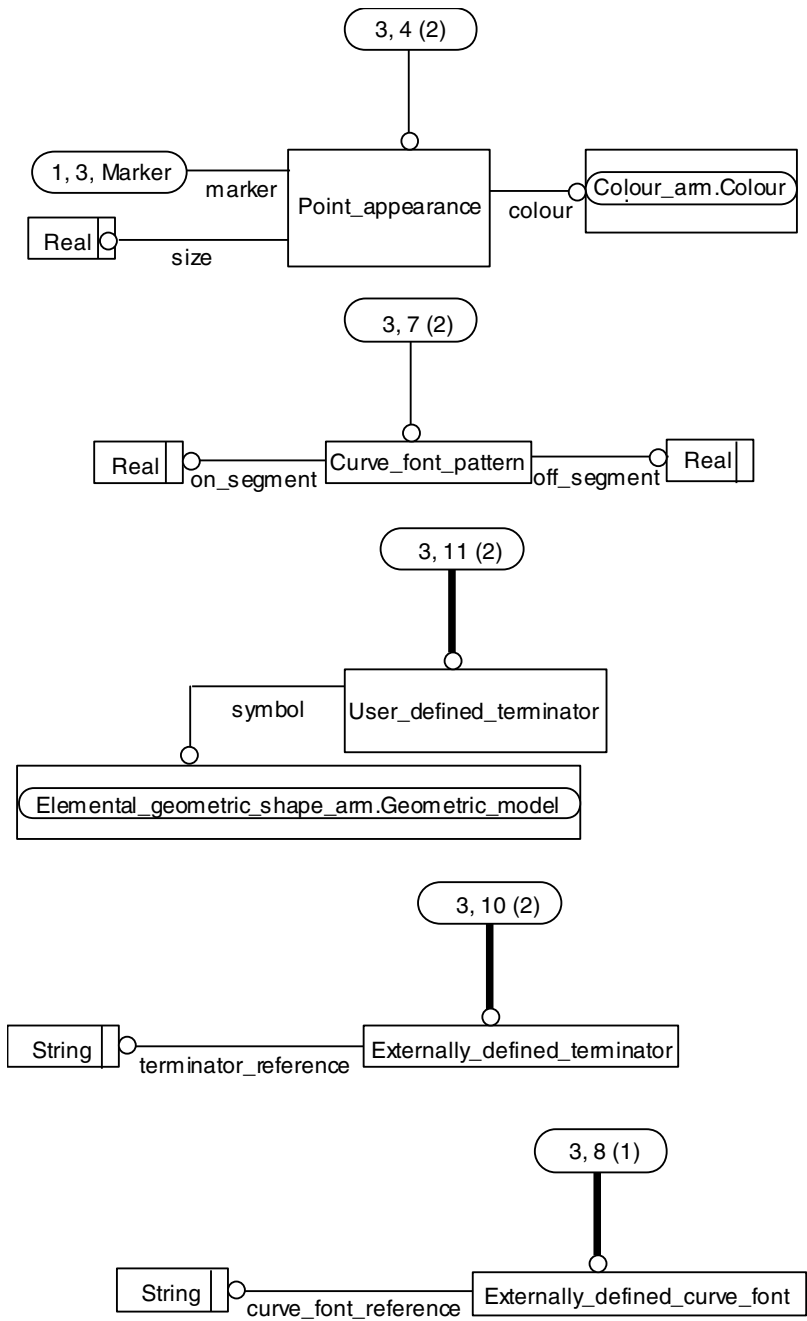 3, 4 (2)
1, 3, Marker
marker
Point_appearance
colour
Colour_arm.Colour
Real
size
3, 7 (2)
Real
on_segment
Curve_font_pattern
off_segment
Real
3, 11 (2)
symbol
User_defined_terminator
Elemental_geometric_shape_arm.Geometric_model
3, 10 (2)
String
terminator_reference
Externally_defined_terminator
3, 8 (1)
String
curve_font_reference
Externally_defined_curve_font